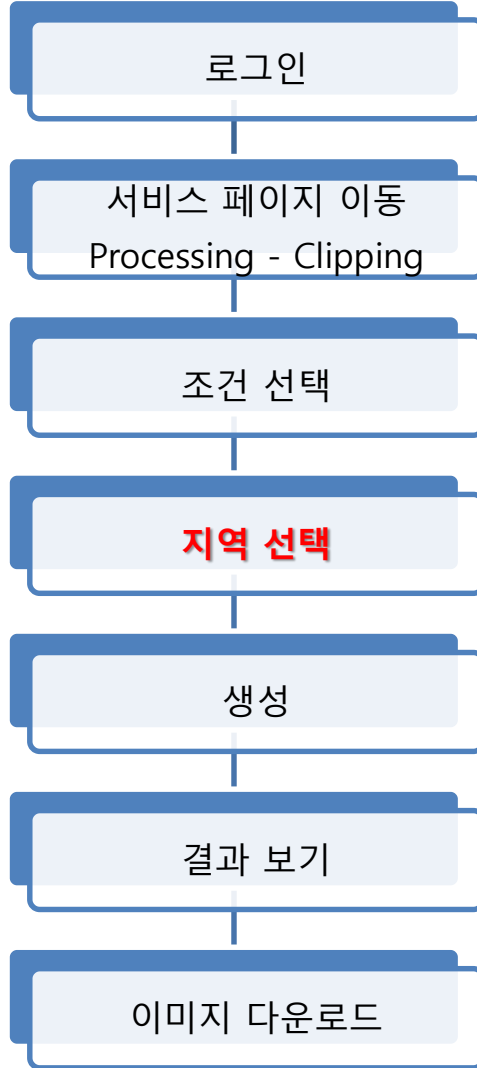 로그인
서비스 페이지 이동
Processing - Clipping
조건 선택
지역 선택
생성
결과 보기
이미지 다운로드